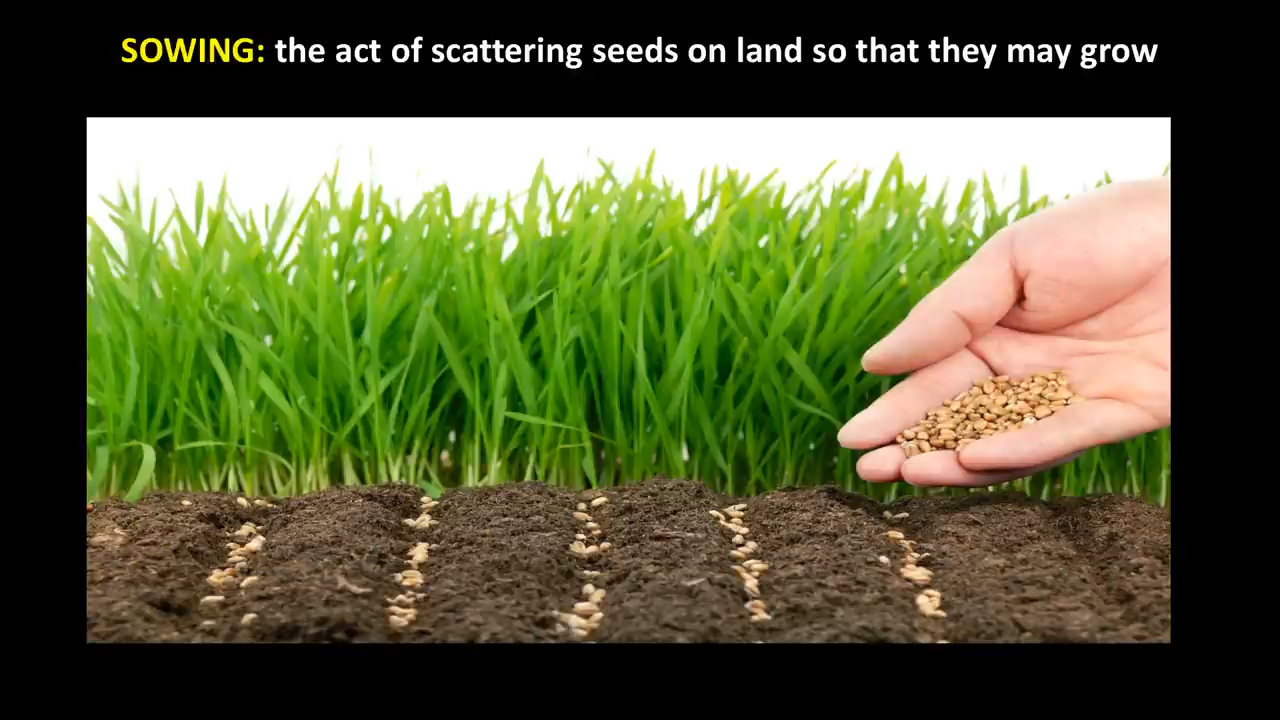 SOWING: the act of scattering seeds on land so that they may grow